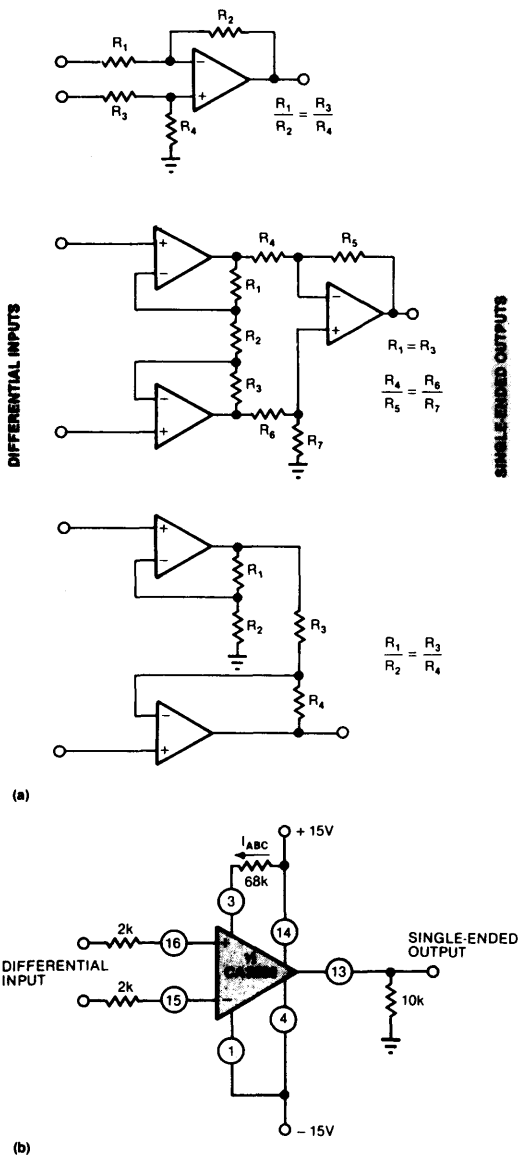 R1
R2
R3
R4
R1/R2 = R3/R4
DIFFERENTIAL INPUTS
R4
R5
R1
R2
R3
R6
R7
R1 = R3
R4/R5 = R6/R7
SINGLE-ENDED OUTPUTS
R1
R2
R3
R4
R1/R2 = R3/R4
(a)
+ 15V
IABC
68k
3
14
2k
16
13
SINGLE-ENDED
OUTPUT
DIFFERENTIAL
INPUT
2k
15
10k
4
1
− 15V
(b)